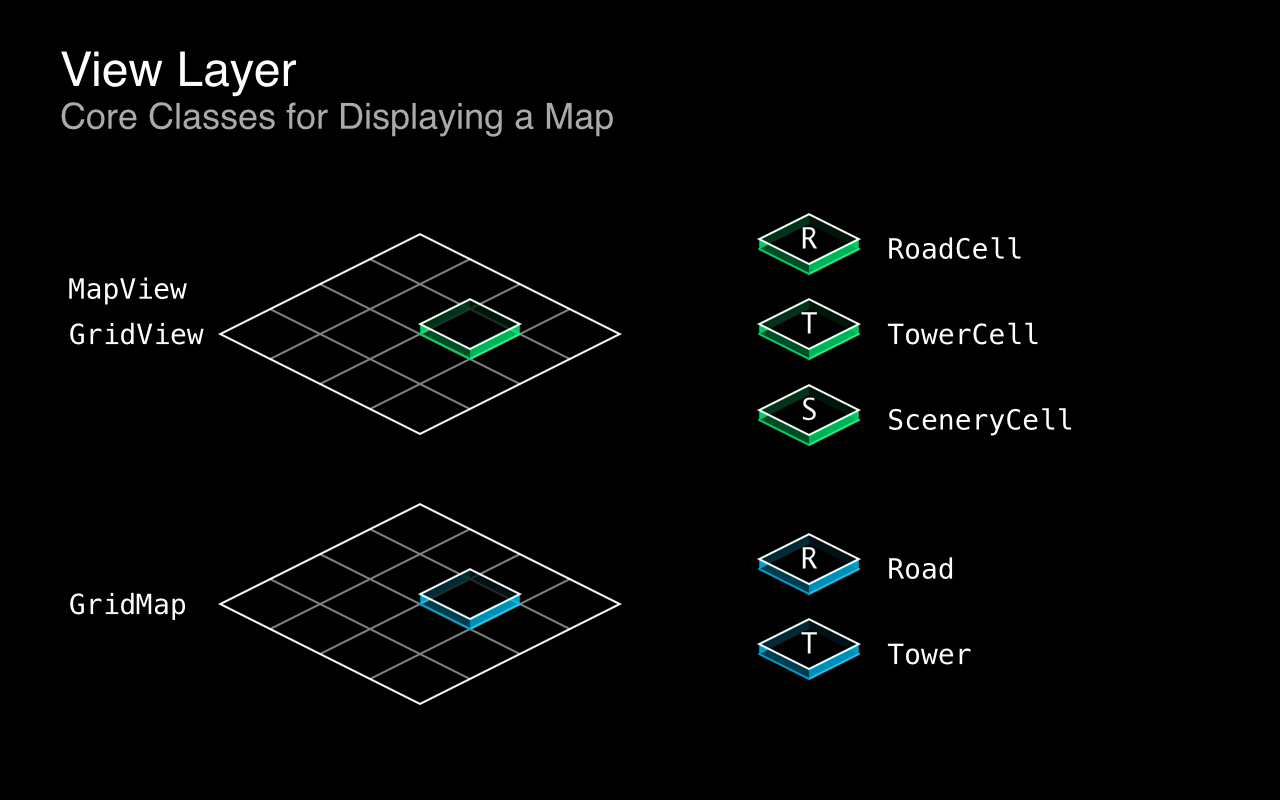 View Layer
Core Classes for Displaying a Map
MapView
GridView
R RoadCell
T TowerCell
S SceneryCell
GridMap
R Road
T Tower